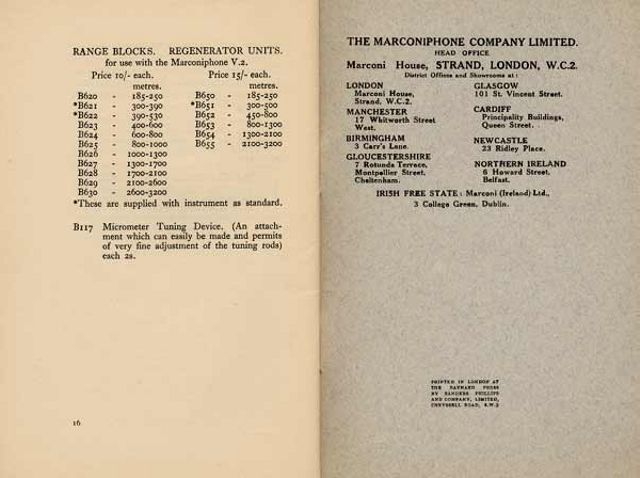 RANGE BLOCKS. REGENERATOR UNITS.
for use with the Marconiphone V.2.
Price 10/- each. Price 15/- each.
metres. metres.
B620 - 185-250 B650 - 185-250
*B621 - 300-390 *B651 - 300-500
*B622 - 390-530 B652 - 450-800
B623 - 400-600 B653 - 800-1300
B624 - 600-800 B654 - 1300-2100
B625 - 800-1000 B655 - 2100-3200
B626 - 1000-1300
B627 - 1300-1700
B628 - 1700-2100
B629 - 2100-2600
B630 - 2600-3200
*These are supplied with instrument as standard.
B117 Micrometer Tuning Device. (An attach-
ment which can easily be made and permits
of very fine adjustment of the tuning rods)
each 2s.
16
THE MARCONIPHONE COMPANY LIMITED.
HEAD OFFICE
Marconi House, STRAND, LONDON, W.C.2.
District Offices and Showrooms at:
LONDON
Marconi House,
Strand, W.C.2.
MANCHESTER
17 Whitworth Street
West.
BIRMINGHAM
3 Carr's Lane.
GLOUCESTERSHIRE
7 Rotunda Terrace,
Montpellier Street,
Cheltenham.
GLASGOW
101 St. Vincent Street.
CARDIFF
Principality Buildings,
Queen Street.
NEWCASTLE
23 Ridley Place.
NORTHERN IRELAND
6 Howard Street,
Belfast.
IRISH FREE STATE: Marconi (Ireland) Ltd.,
3 College Green, Dublin.
PRINTED IN LONDON AT
THE BAYNARD PRESS
BY SANDERS PHILLIPS
AND COMPANY, LIMITED,
CHRYSSELL ROAD, S.W.9